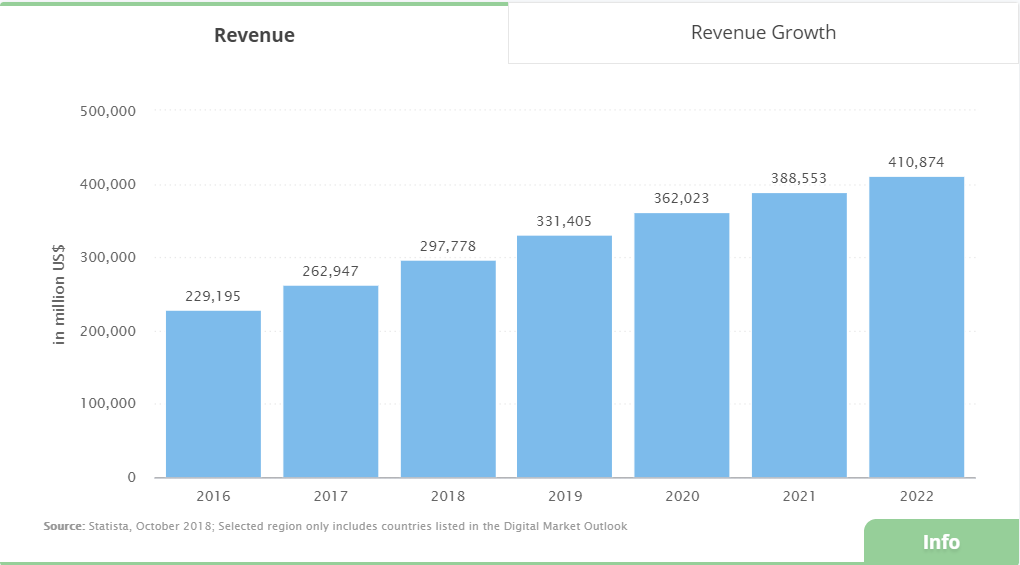 Revenue
Revenue Growth
in million US$
500,000
400,000
300,000
200,000
100,000
0
229,195
262,947
297,778
331,405
362,023
388,553
410,874
2016 2017 2018 2019 2020 2021 2022
Source: Statista, October 2018; Selected region only includes countries listed in the Digital Market Outlook
Info